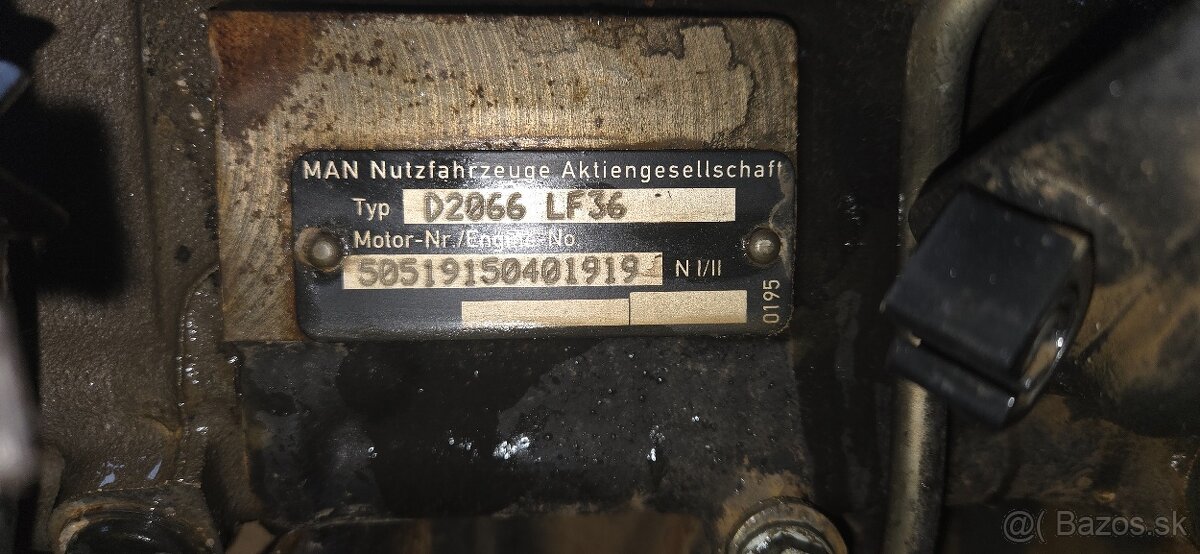 MAN Nutzfahrzeuge Aktiengesellschaft
Typ D2066 LF36
Motor-Nr./Engine-No.
50519150401919 N I/II
0195
@( Bazos.sk